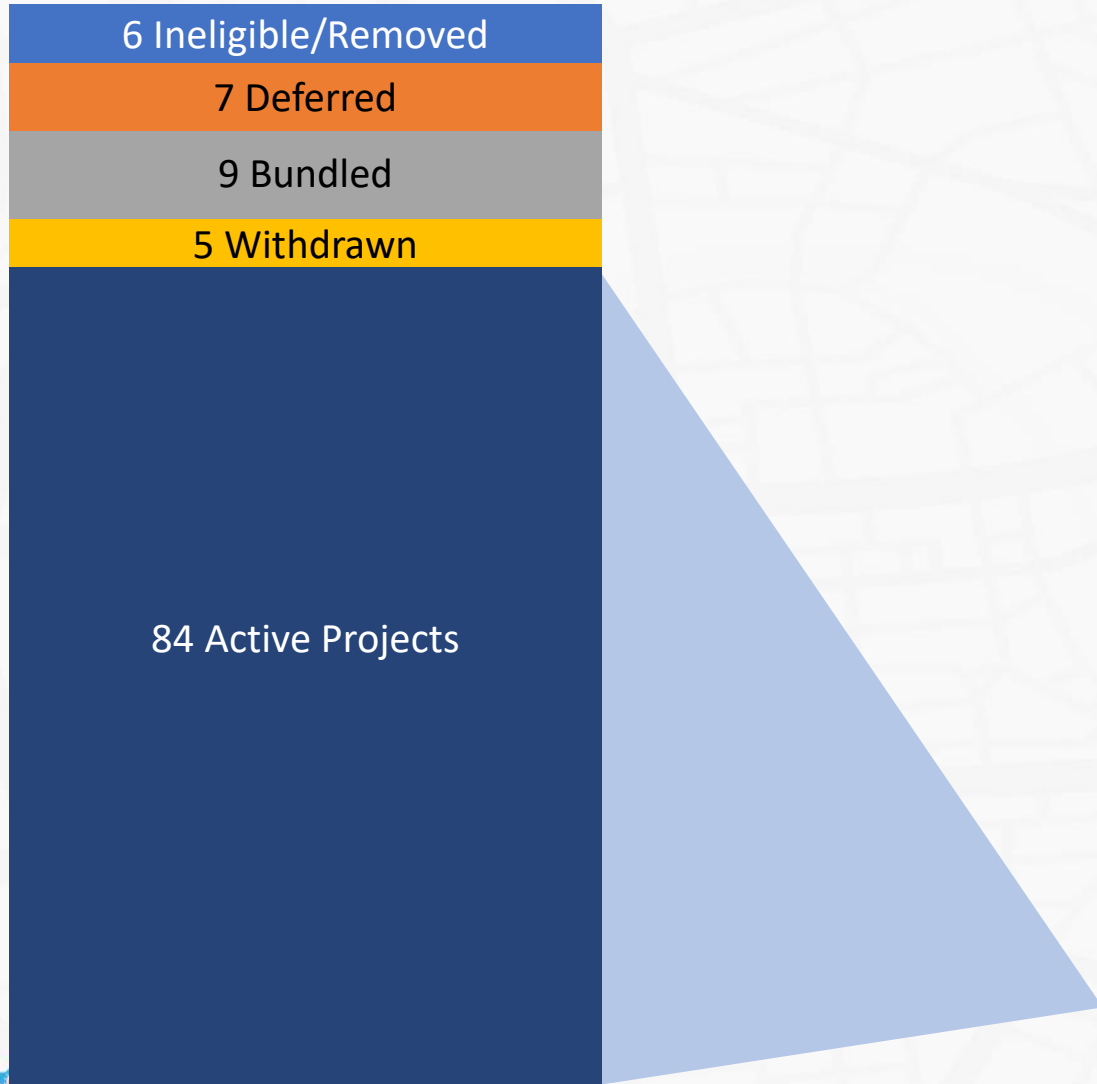 6 Ineligible/Removed
7 Deferred
9 Bundled
5 Withdrawn
84 Active Projects